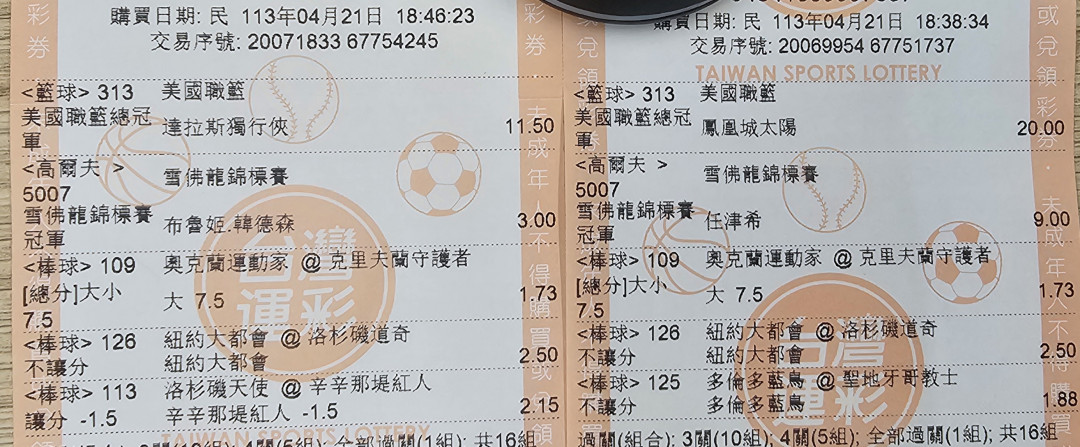 購買日期: 民 113年04月21日 18:46:23
交易序號: 20071833 67754245
<籃球> 313 美國職籃
美國職籃總冠軍 達拉斯獨行俠 11.50
<高爾夫 > 5007 雪佛龍錦標賽
雪佛龍錦標賽冠軍 布魯姬.韓德森 3.00
<棒球> 109 奧克蘭運動家 @ 克里夫蘭守護者
[總分]大小 7.5 大 7.5 1.73
<棒球> 126 紐約大都會 @ 洛杉磯道奇
不讓分 紐約大都會 2.50
<棒球> 113 洛杉磯天使 @ 辛辛那堤紅人
讓分 -1.5 辛辛那堤紅人 -1.5 2.15
全部過關(1組); 共16組
購買日期: 民 113年04月21日 18:38:34
交易序號: 20069954 67751737
TAIWAN SPORTS LOTTERY
<籃球> 313 美國職籃
美國職籃總冠軍 鳳凰城太陽 20.00
<高爾夫 > 5007 雪佛龍錦標賽
雪佛龍錦標賽冠軍 任津希 9.00
<棒球> 109 奧克蘭運動家 @ 克里夫蘭守護者
[總分]大小 7.5 大 7.5 1.73
<棒球> 126 紐約大都會 @ 洛杉磯道奇
不讓分 紐約大都會 2.50
<棒球> 125 多倫多藍鳥 @ 聖地牙哥教士
不讓分 多倫多藍鳥 1.88
過關(組合); 3關(10組); 4關(5組); 全部過關(1組); 共16組
台灣運彩
台灣運彩